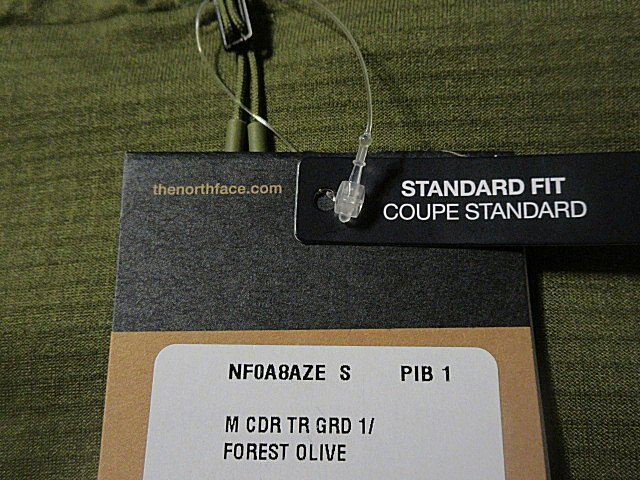 thenorthface.com
STANDARD FIT
COUPE STANDARD
NF0A8AZE S PIB 1
M CDR TR GRD 1/
FOREST OLIVE